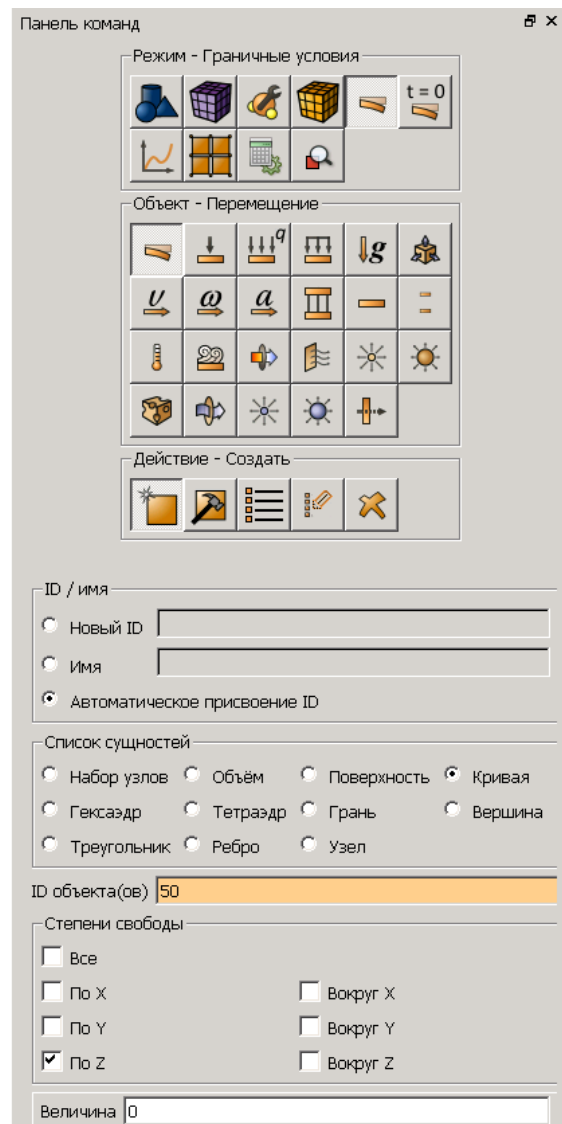 Панель команд
Режим - Граничные условия
t = 0
Объект - Перемещение
q
g
υ ω a
Действие - Создать
ID / имя
Новый ID
Имя
Автоматическое присвоение ID
Список сущностей
Набор узлов Объём Поверхность Кривая
Гексаэдр Тетраэдр Грань Вершина
Треугольник Ребро Узел
ID объекта(ов) 50
Степени свободы
Все
По X Вокруг X
По Y Вокруг Y
По Z Вокруг Z
Величина 0